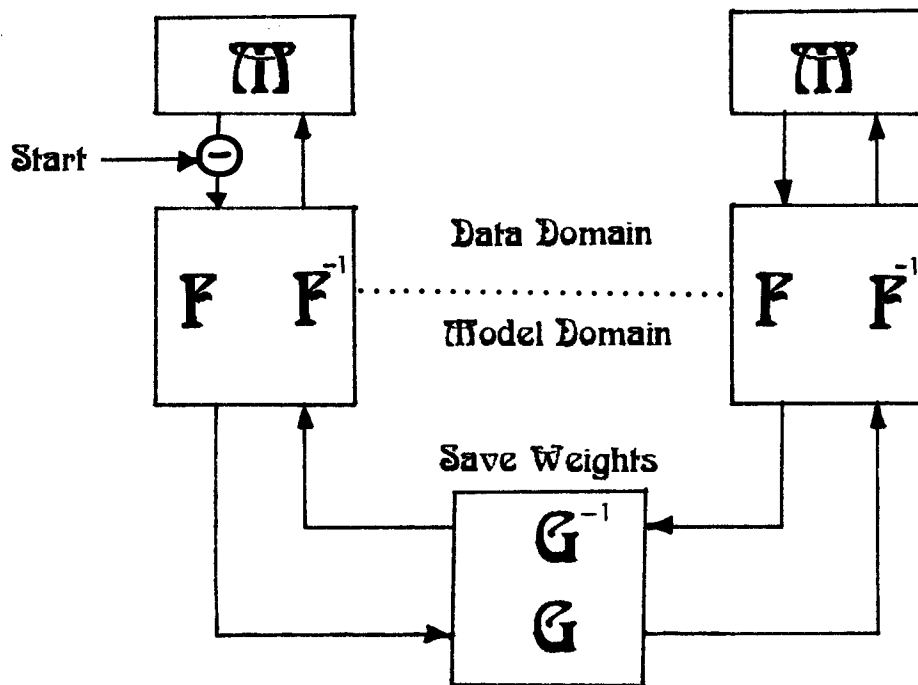 M M
Start −
Data Domain
F F⁻¹ F F⁻¹
Model Domain
Save Weights
G⁻¹
G